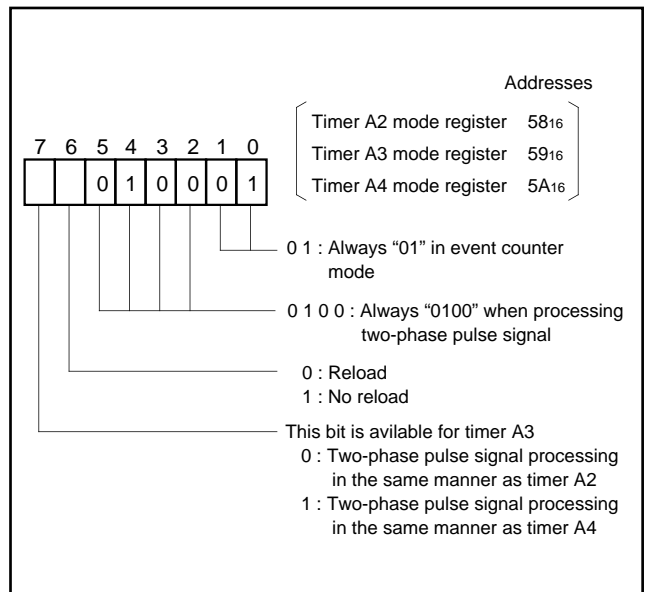 Addresses
Timer A2 mode register 5816
Timer A3 mode register 5916
Timer A4 mode register 5A16
7 6 5 4 3 2 1 0
0 1 0 0 0 1
0 1 : Always “01” in event counter
mode
0 1 0 0 : Always “0100” when processing
two-phase pulse signal
0 : Reload
1 : No reload
This bit is avilable for timer A3
0 : Two-phase pulse signal processing
in the same manner as timer A2
1 : Two-phase pulse signal processing
in the same manner as timer A4